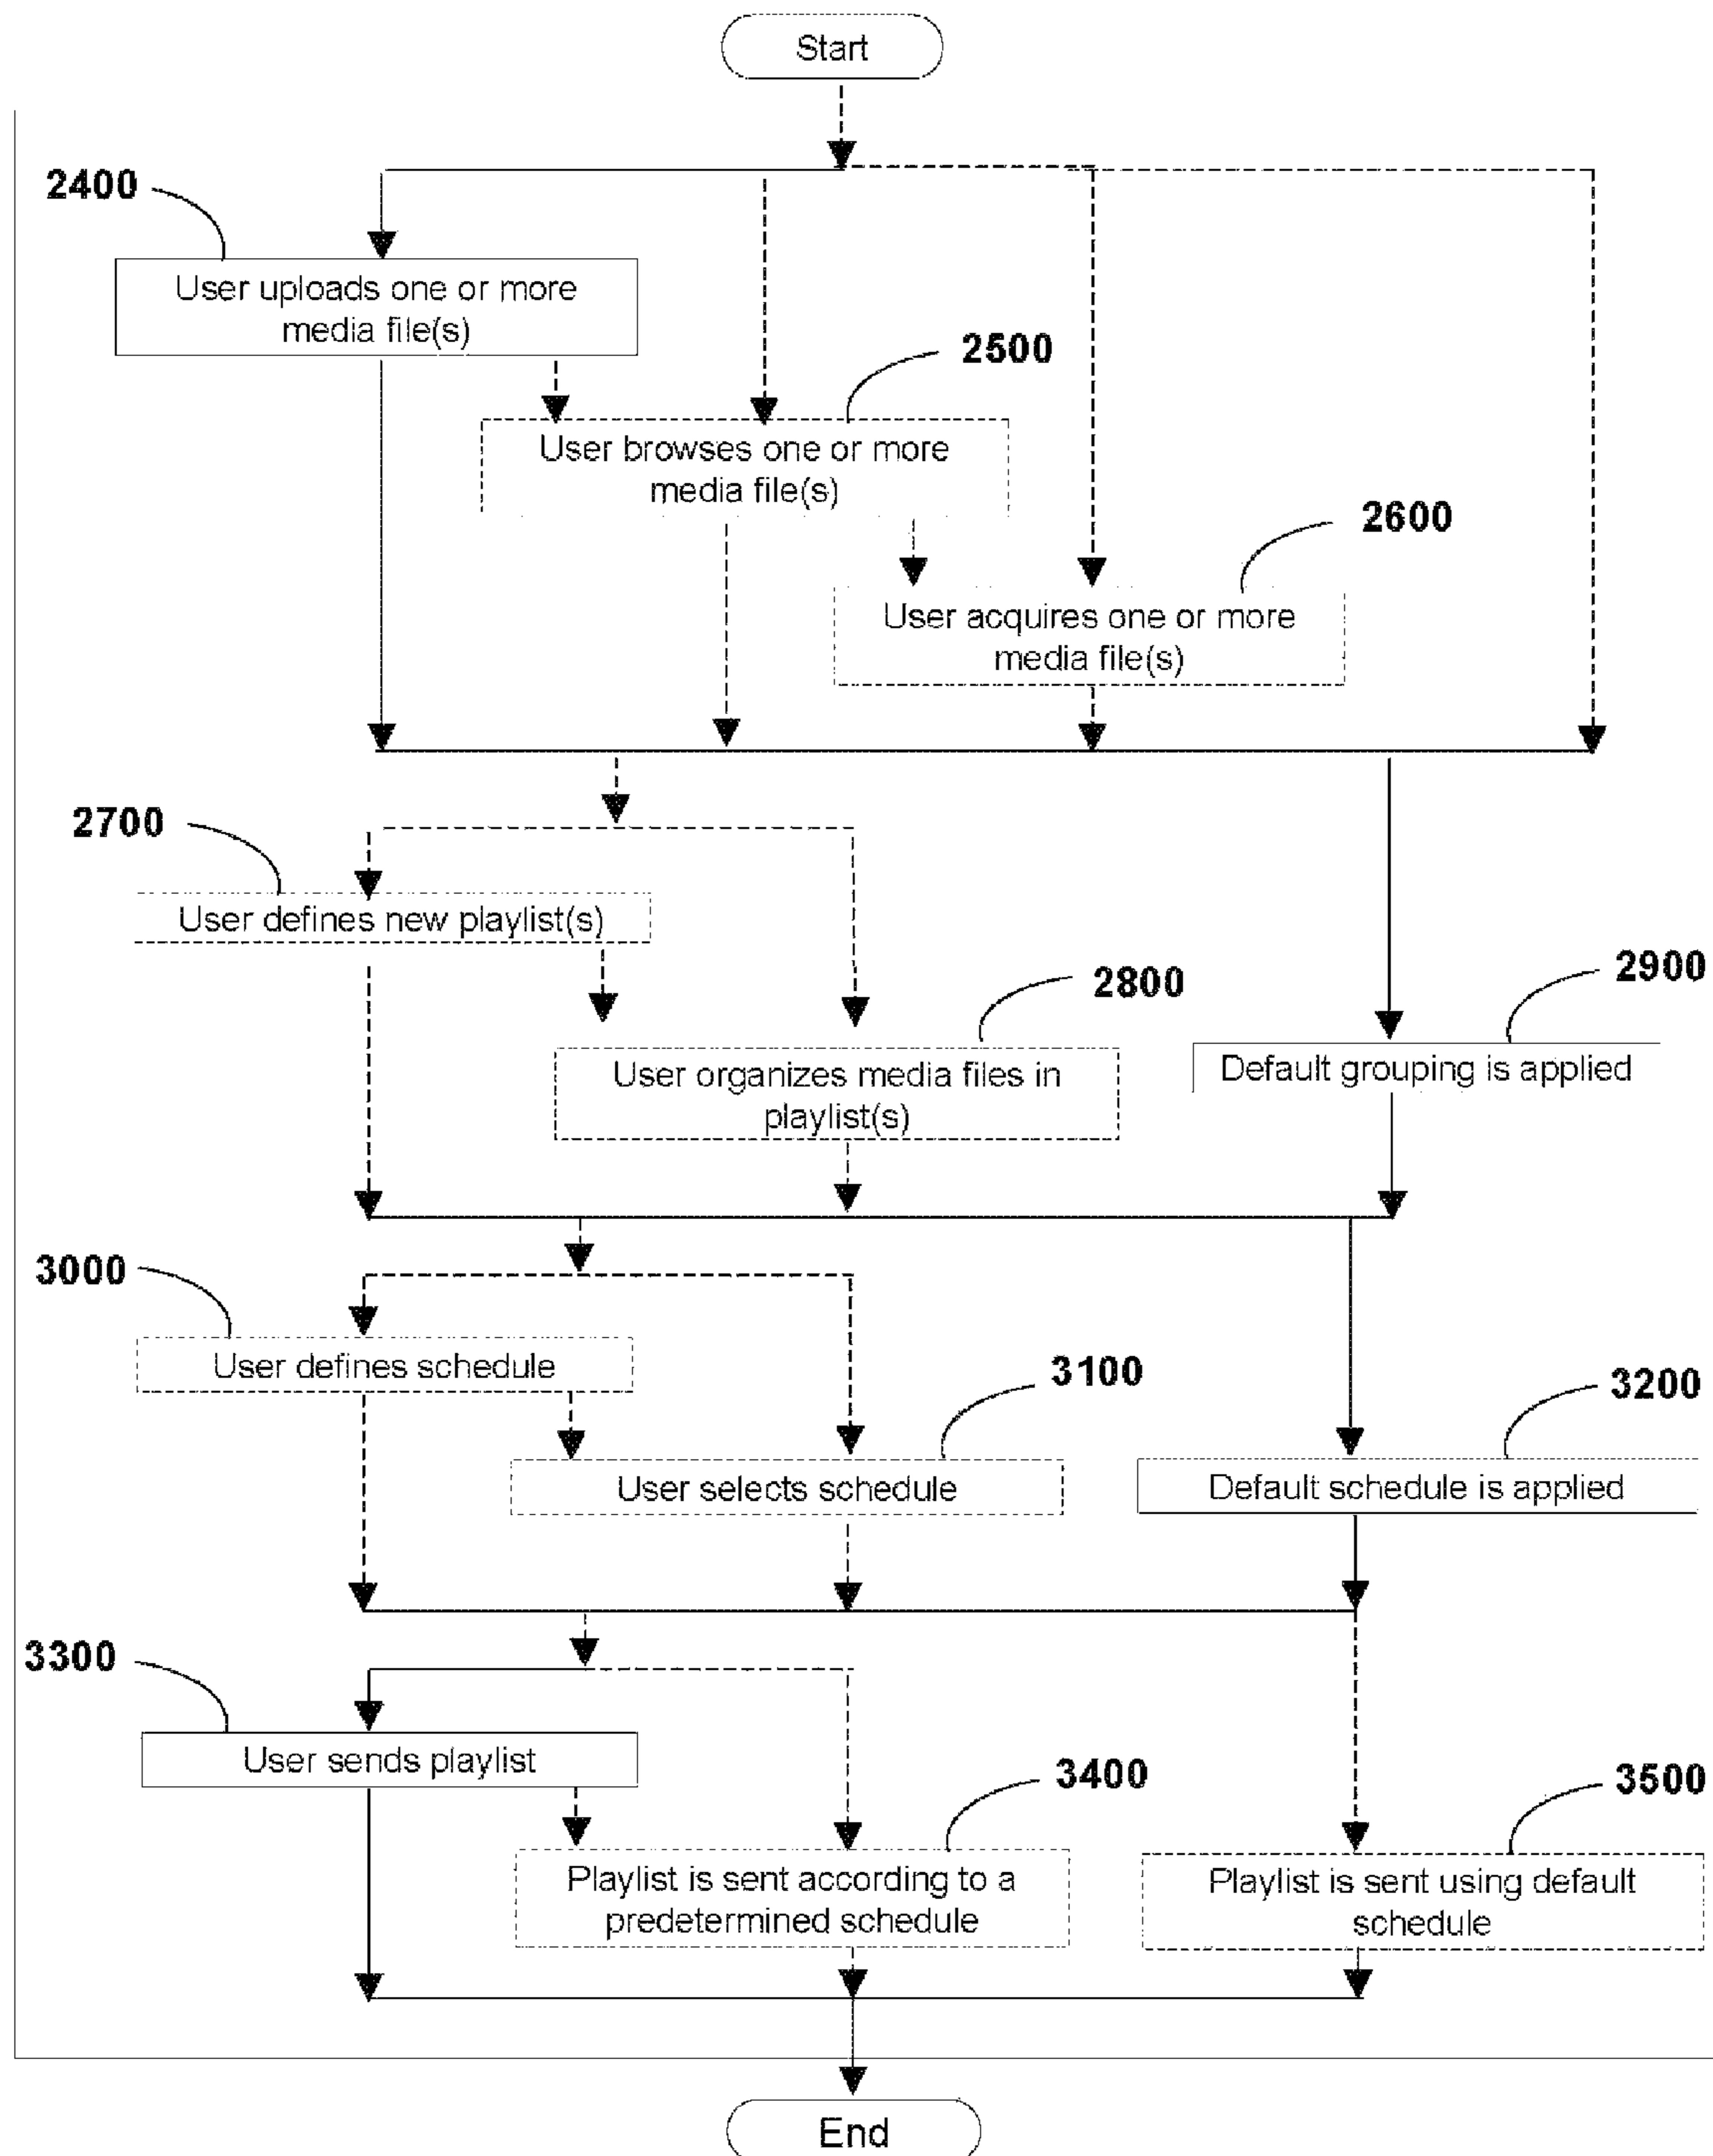 Start
2400
User uploads one or more
media file(s)
2500
User browses one or more
media file(s)
2600
User acquires one or more
media file(s)
2700
User defines new playlist(s)
2800
User organizes media files in
playlist(s)
2900
Default grouping is applied
3000
User defines schedule
3100
User selects schedule
3200
Default schedule is applied
3300
User sends playlist
3400
Playlist is sent according to a
predetermined schedule
3500
Playlist is sent using default
schedule
End